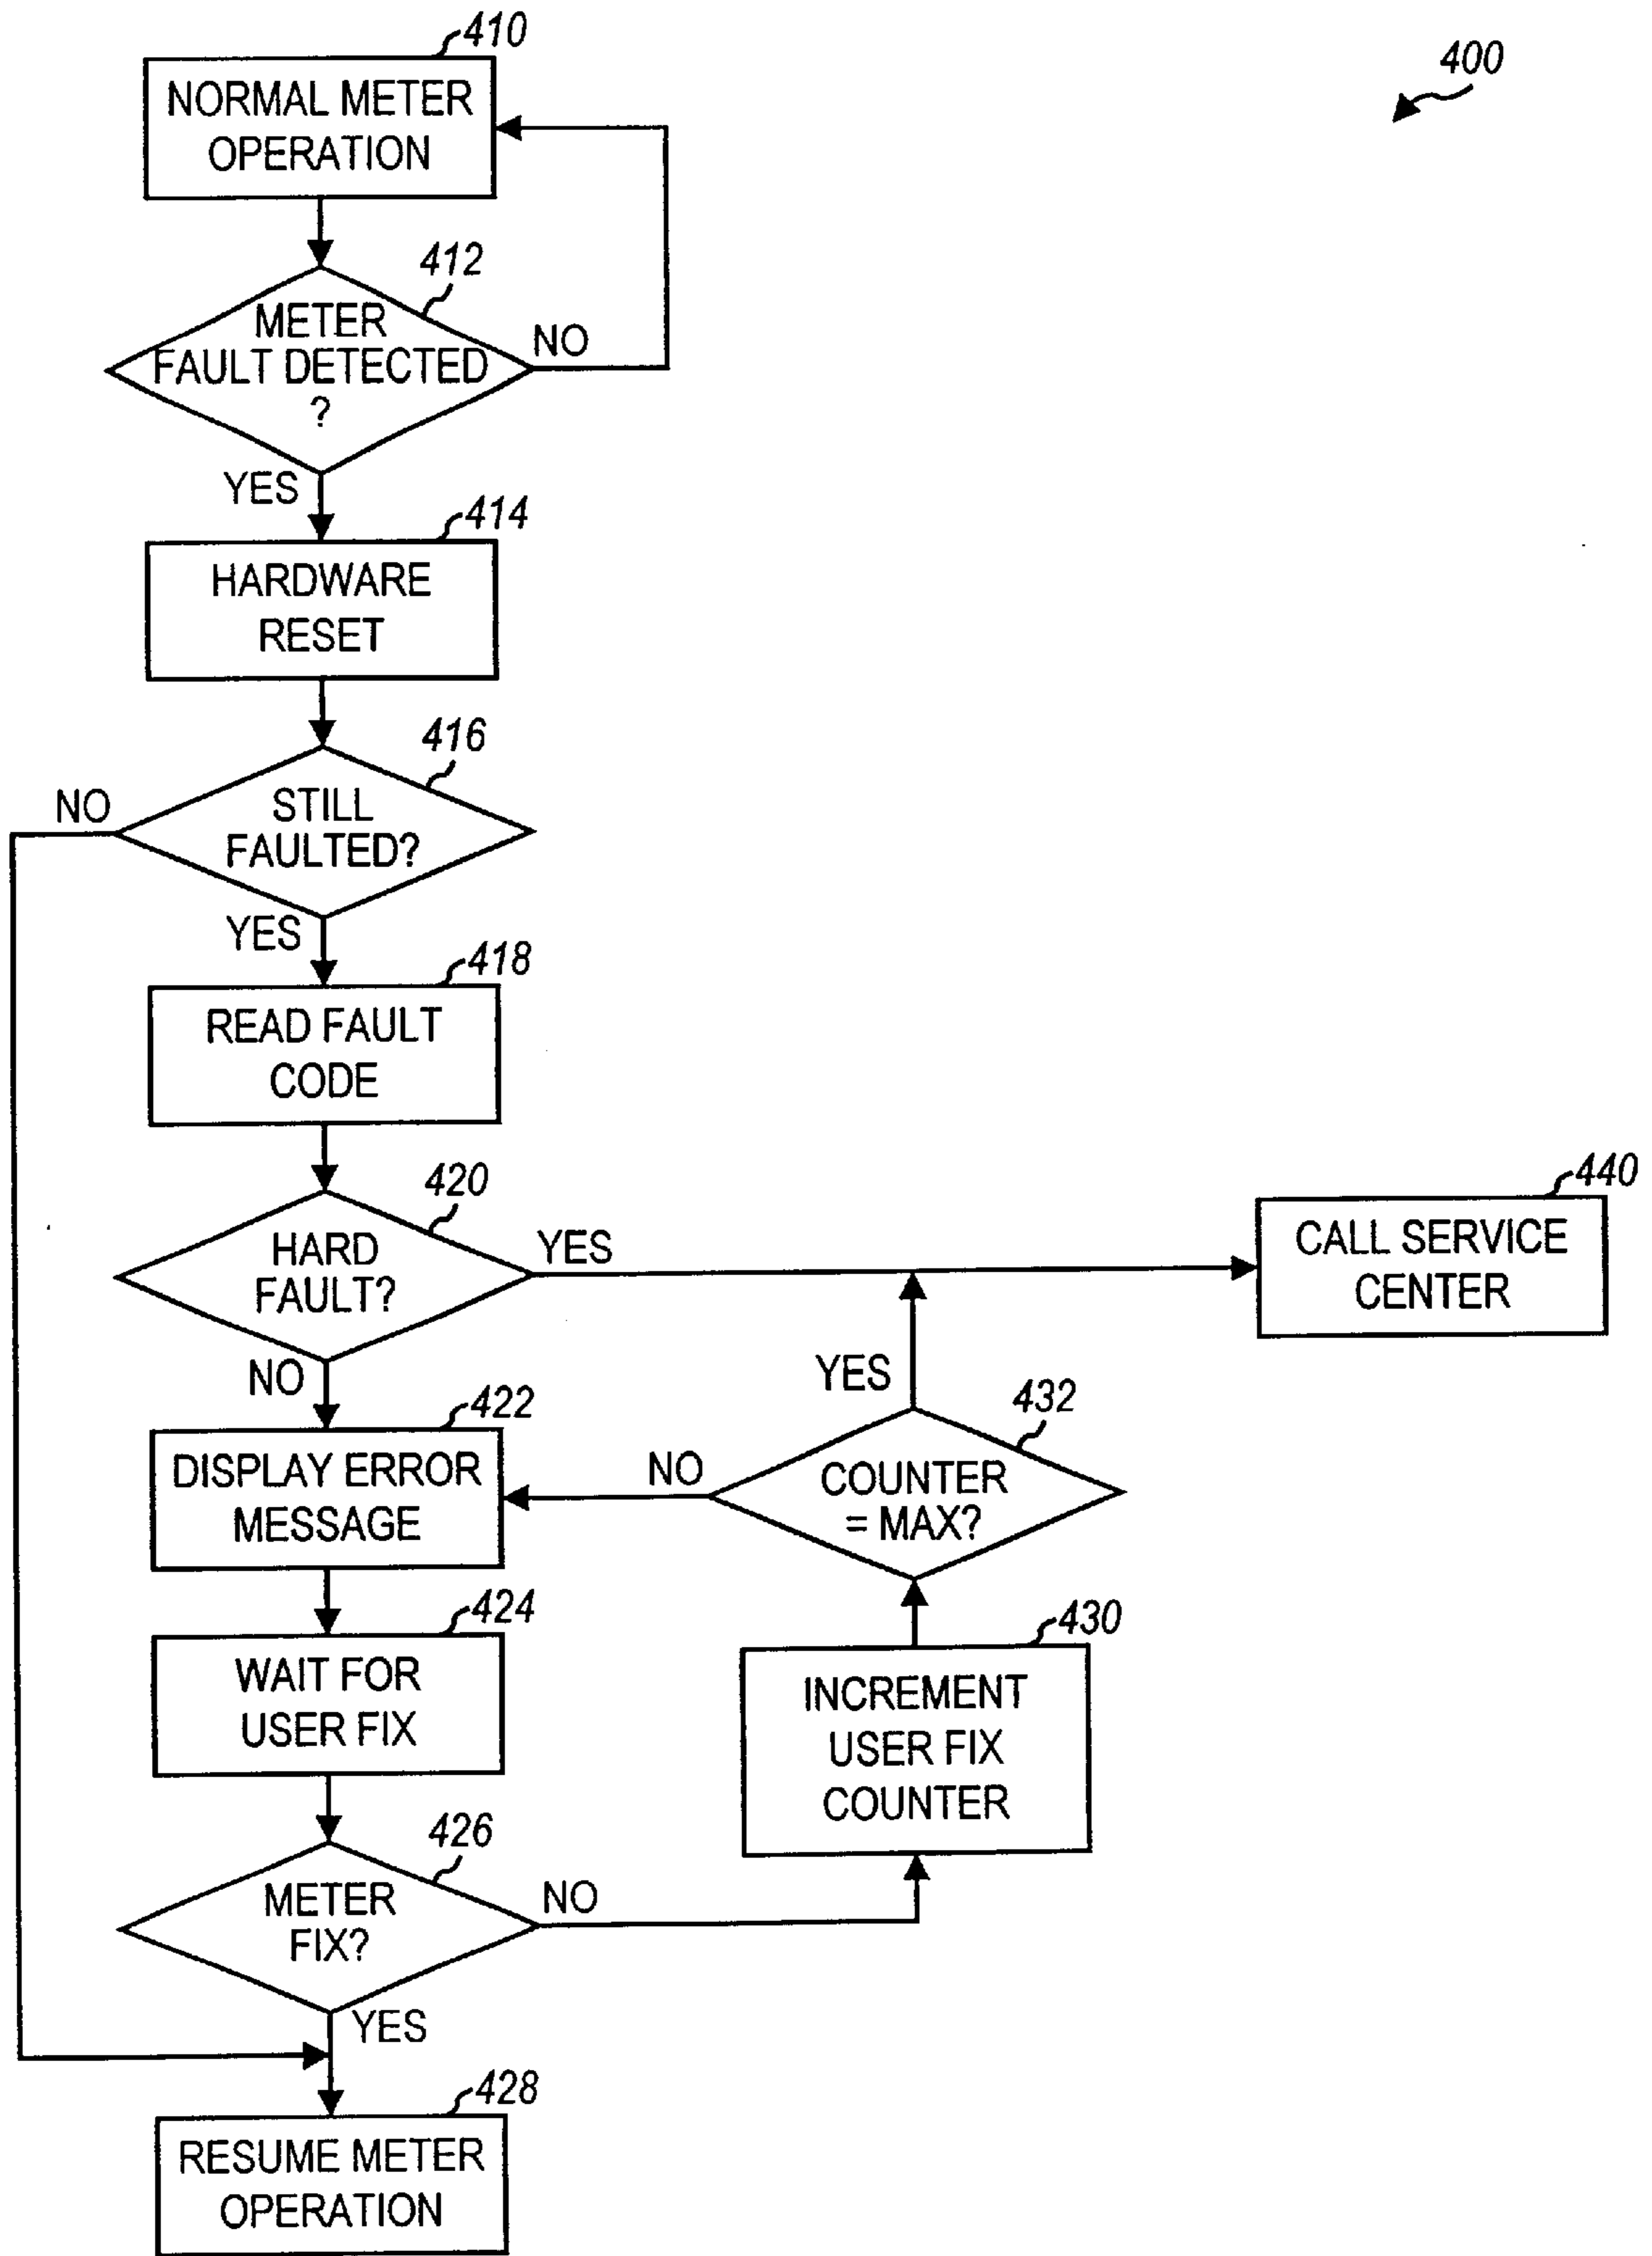 410
400
NORMAL METER
OPERATION
412
METER
FAULT DETECTED
?
NO
YES
414
HARDWARE
RESET
416
NO
STILL
FAULTED?
YES
418
READ FAULT
CODE
420
440
HARD
FAULT?
YES
CALL SERVICE
CENTER
NO
YES
422
432
DISPLAY ERROR
MESSAGE
NO
COUNTER
= MAX?
424
430
WAIT FOR
USER FIX
INCREMENT
USER FIX
COUNTER
426
METER
FIX?
NO
YES
428
RESUME METER
OPERATION